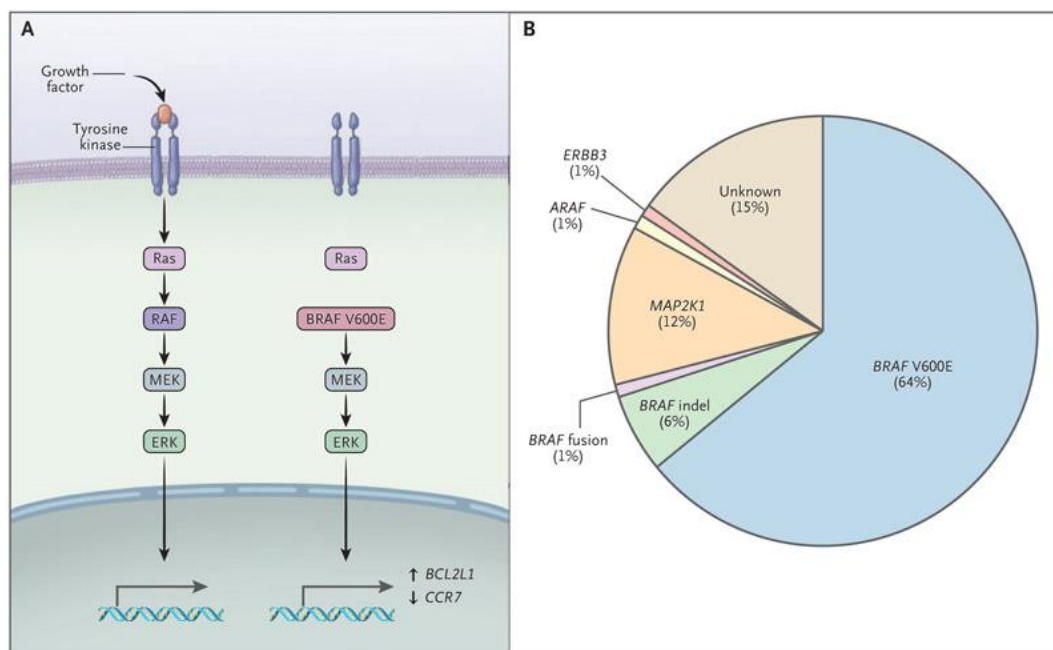 A
Growth
factor
Tyrosine
kinase
Ras
RAF
MEK
ERK
Ras
BRAF V600E
MEK
ERK
↑ BCL2L1
↓ CCR7
B
ERBB3
(1%)
ARAF
(1%)
Unknown
(15%)
MAP2K1
(12%)
BRAF V600E
(64%)
BRAF indel
(6%)
BRAF fusion
(1%)